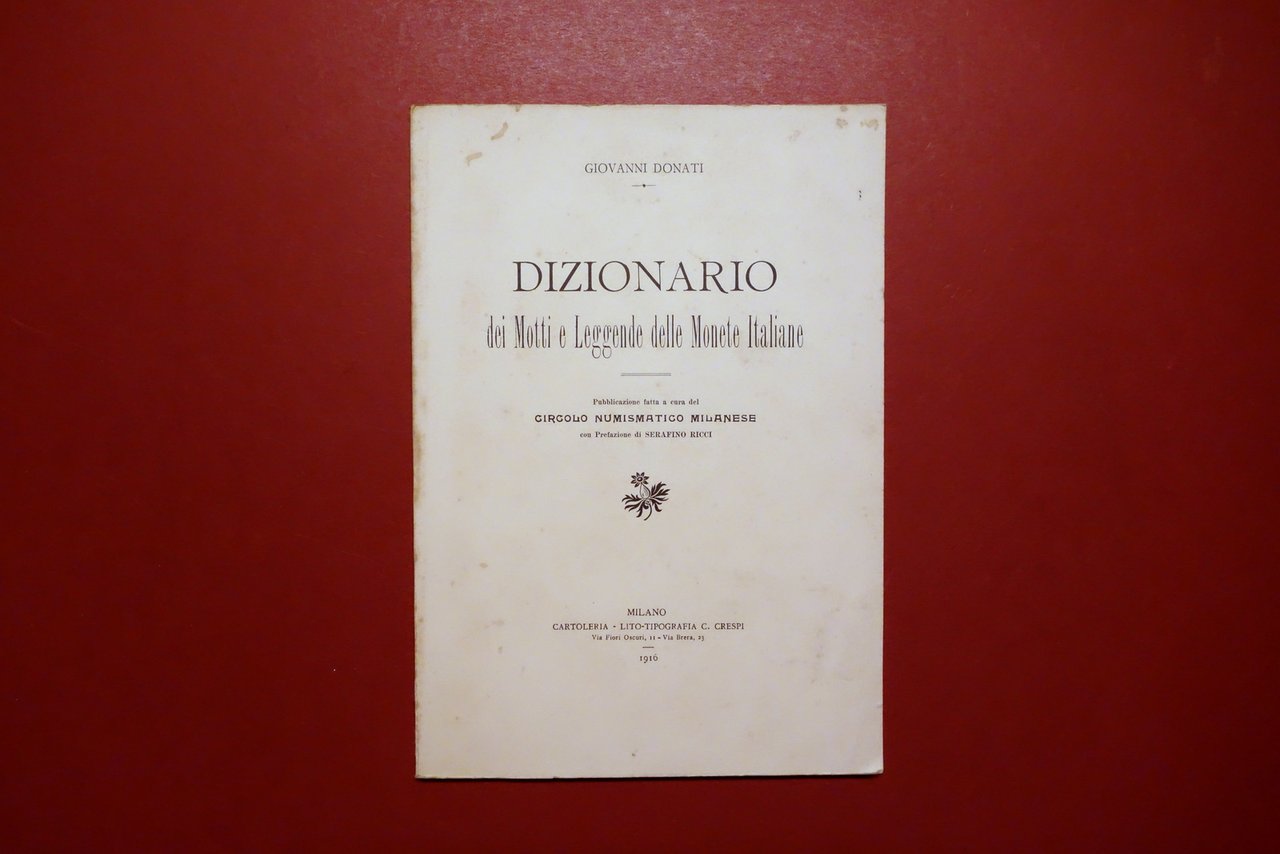 GIOVANNI DONATI
DIZIONARIO
dei Motti e Leggende delle Monete Italiane
Pubblicazione fatta a cura del
CIRCOLO NUMISMATICO MILANESE
con Prefazione di SERAFINO RICCI
MILANO
CARTOLERIA - LITO-TIPOGRAFIA C. CRESPI
Via Fiori Oscuri, 11 - Via Brera, 23
1916